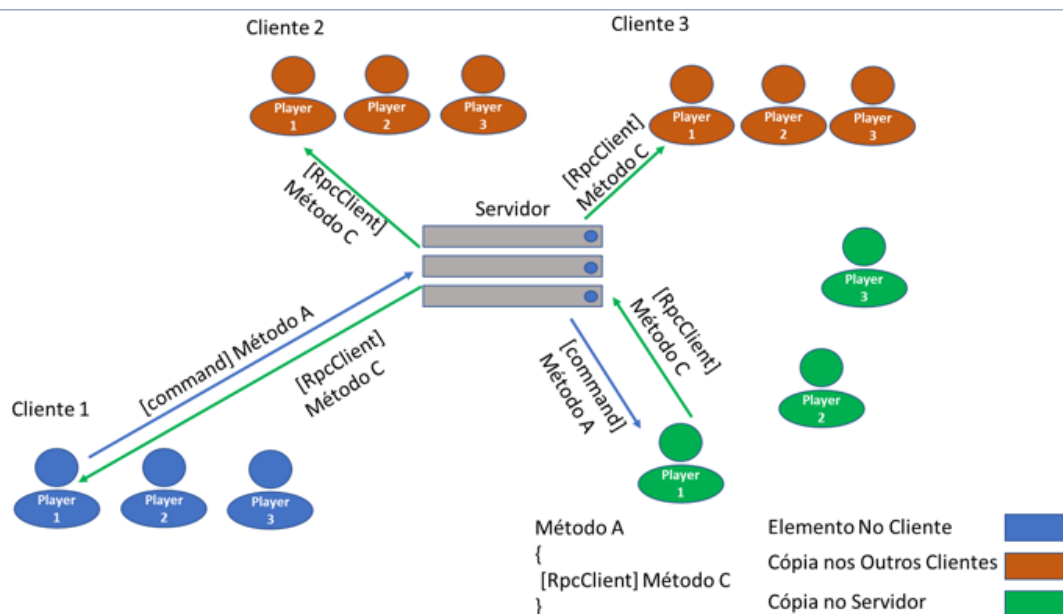 Cliente 2
Cliente 3
Player
1
Player
2
Player
3
Player
1
Player
2
Player
3
[RpcClient]
Método C
[RpcClient]
Método C
Servidor
Player
3
[command] Método A
[RpcClient]
Método C
[command]
Método A
[RpcClient]
Método C
Player
2
Cliente 1
Player
1
Player
2
Player
3
Player
1
Método A
{
[RpcClient] Método C
}
Elemento No Cliente
Cópia nos Outros Clientes
Cópia no Servidor